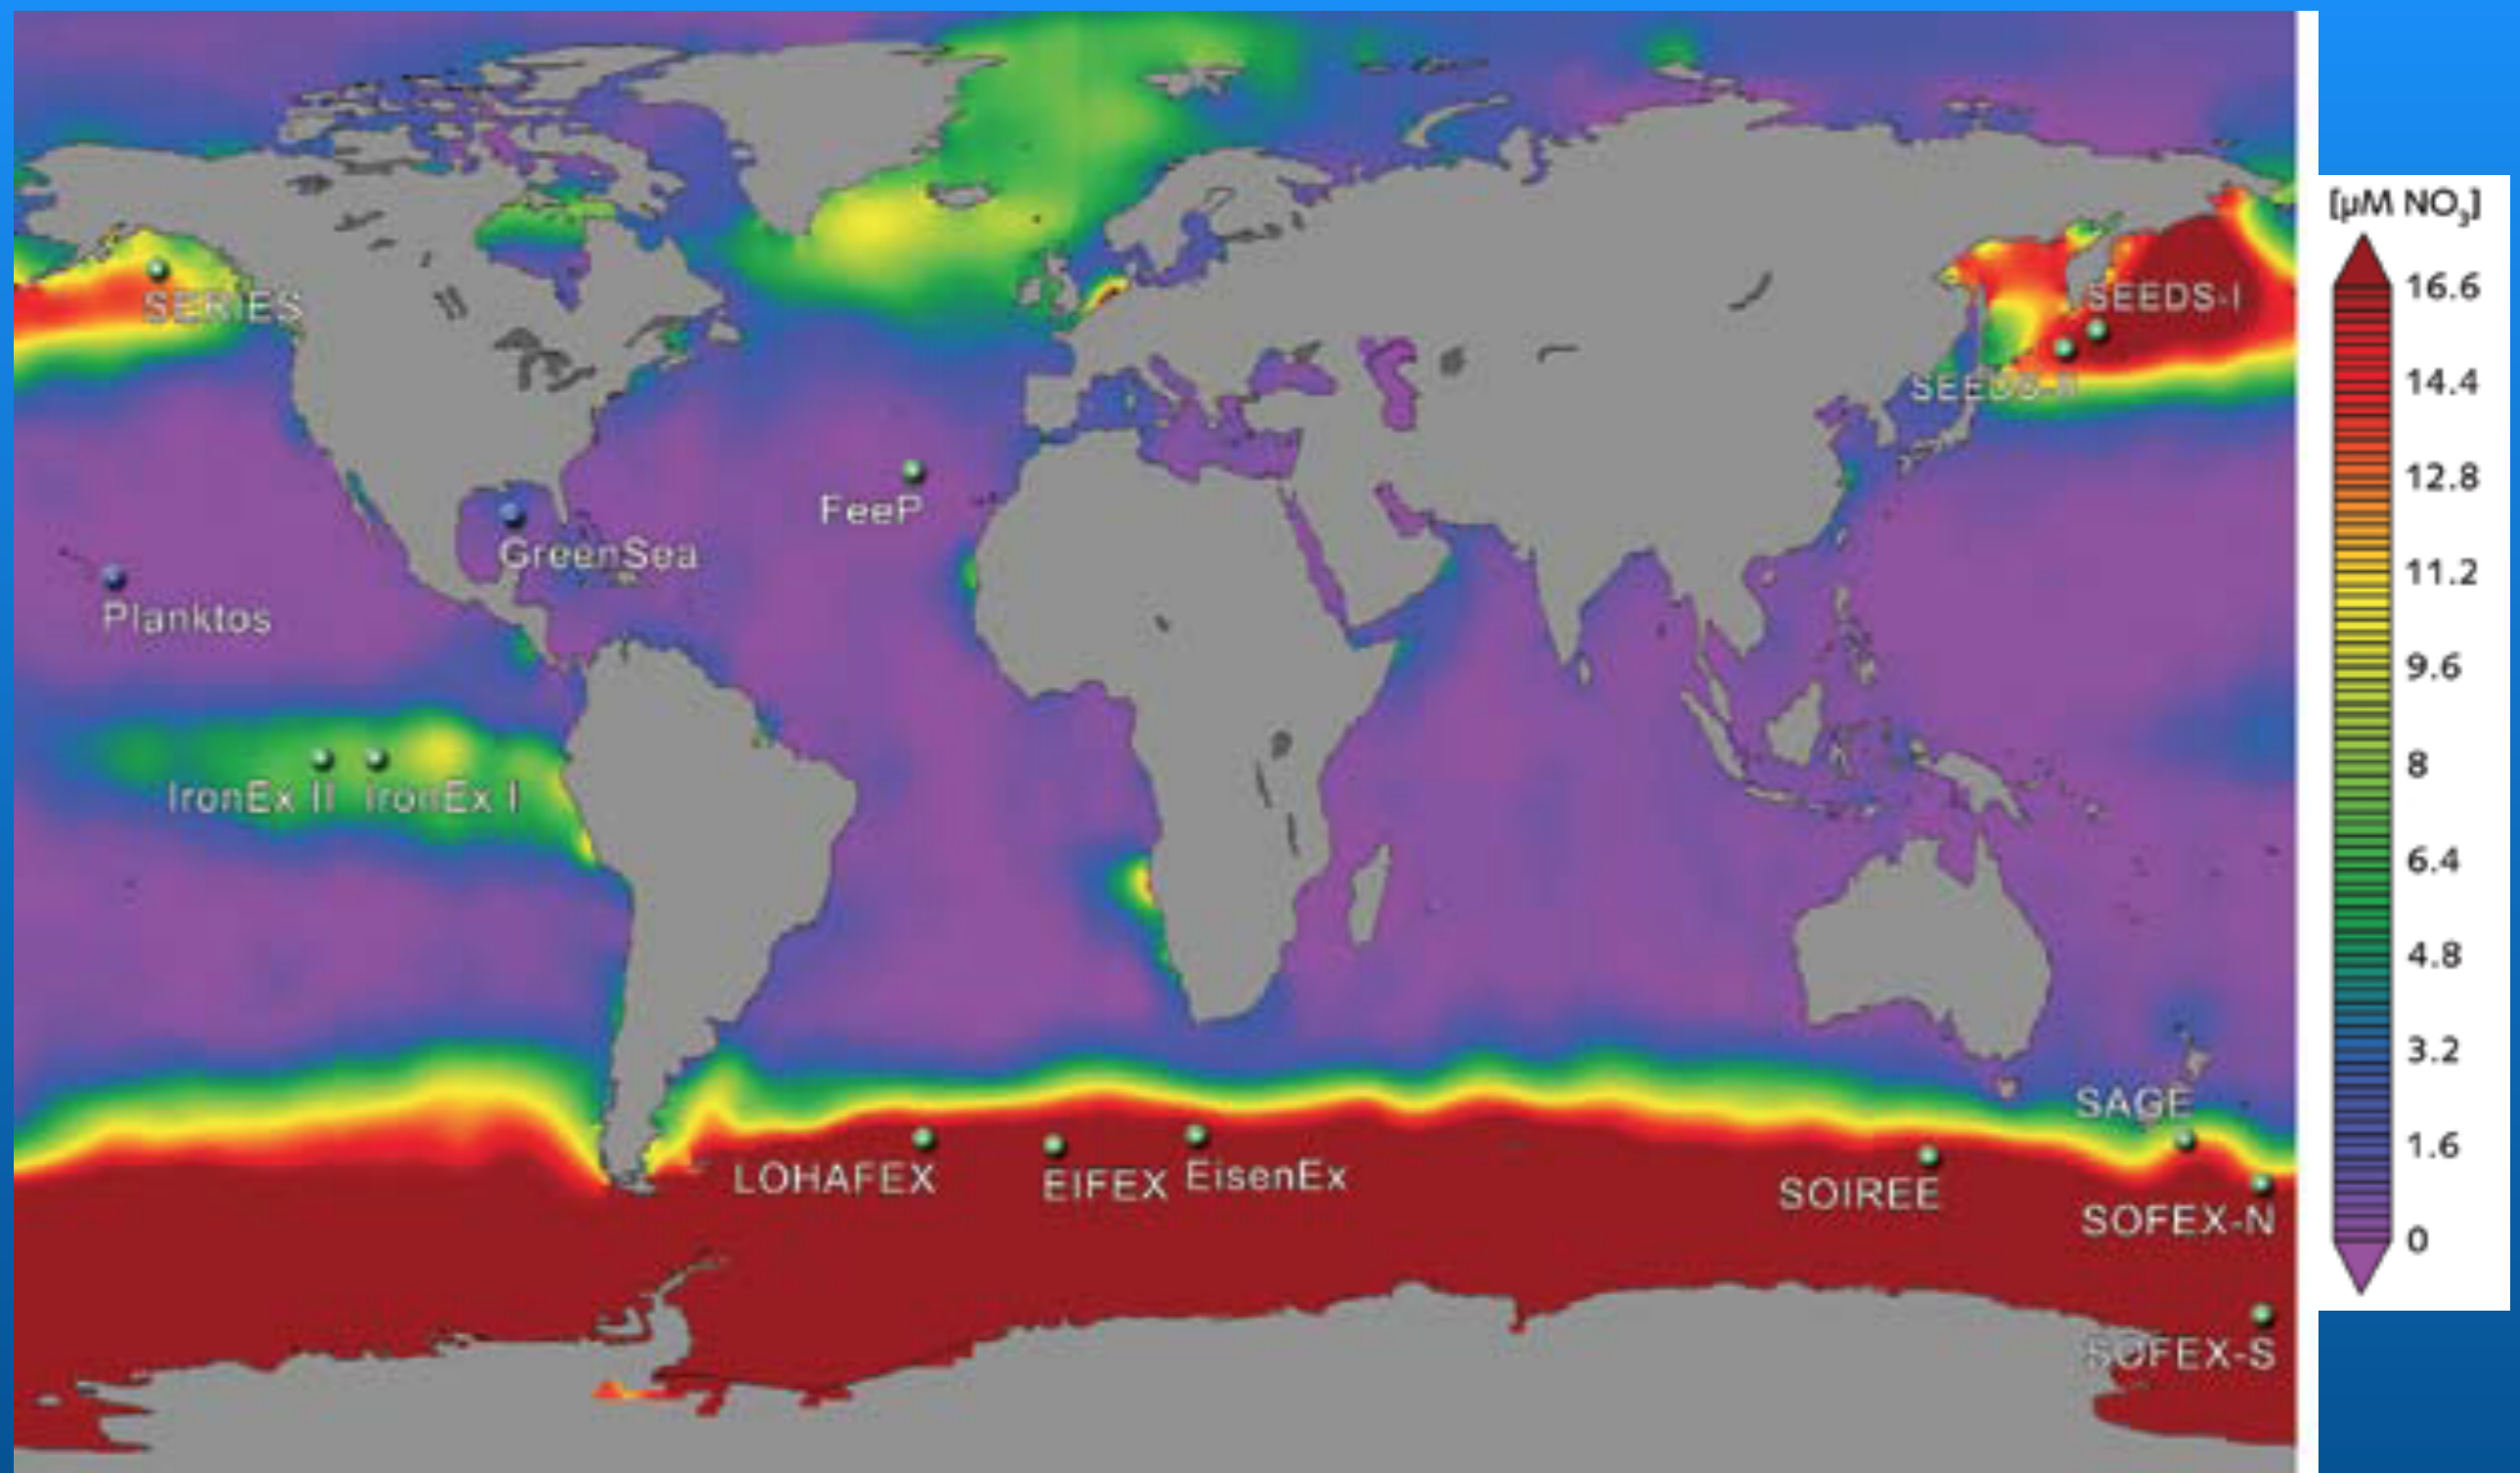 [µM NO3]
16.6
14.4
12.8
11.2
9.6
8
6.4
4.8
3.2
1.6
0
SERIES
SEEDS-I
SEEDS-II
FeeP
GreenSea
Planktos
IronEx II
IronEx I
SAGE
LOHAFEX
EIFEX
EisenEx
SOIREE
SOFEX-N
SOFEX-S